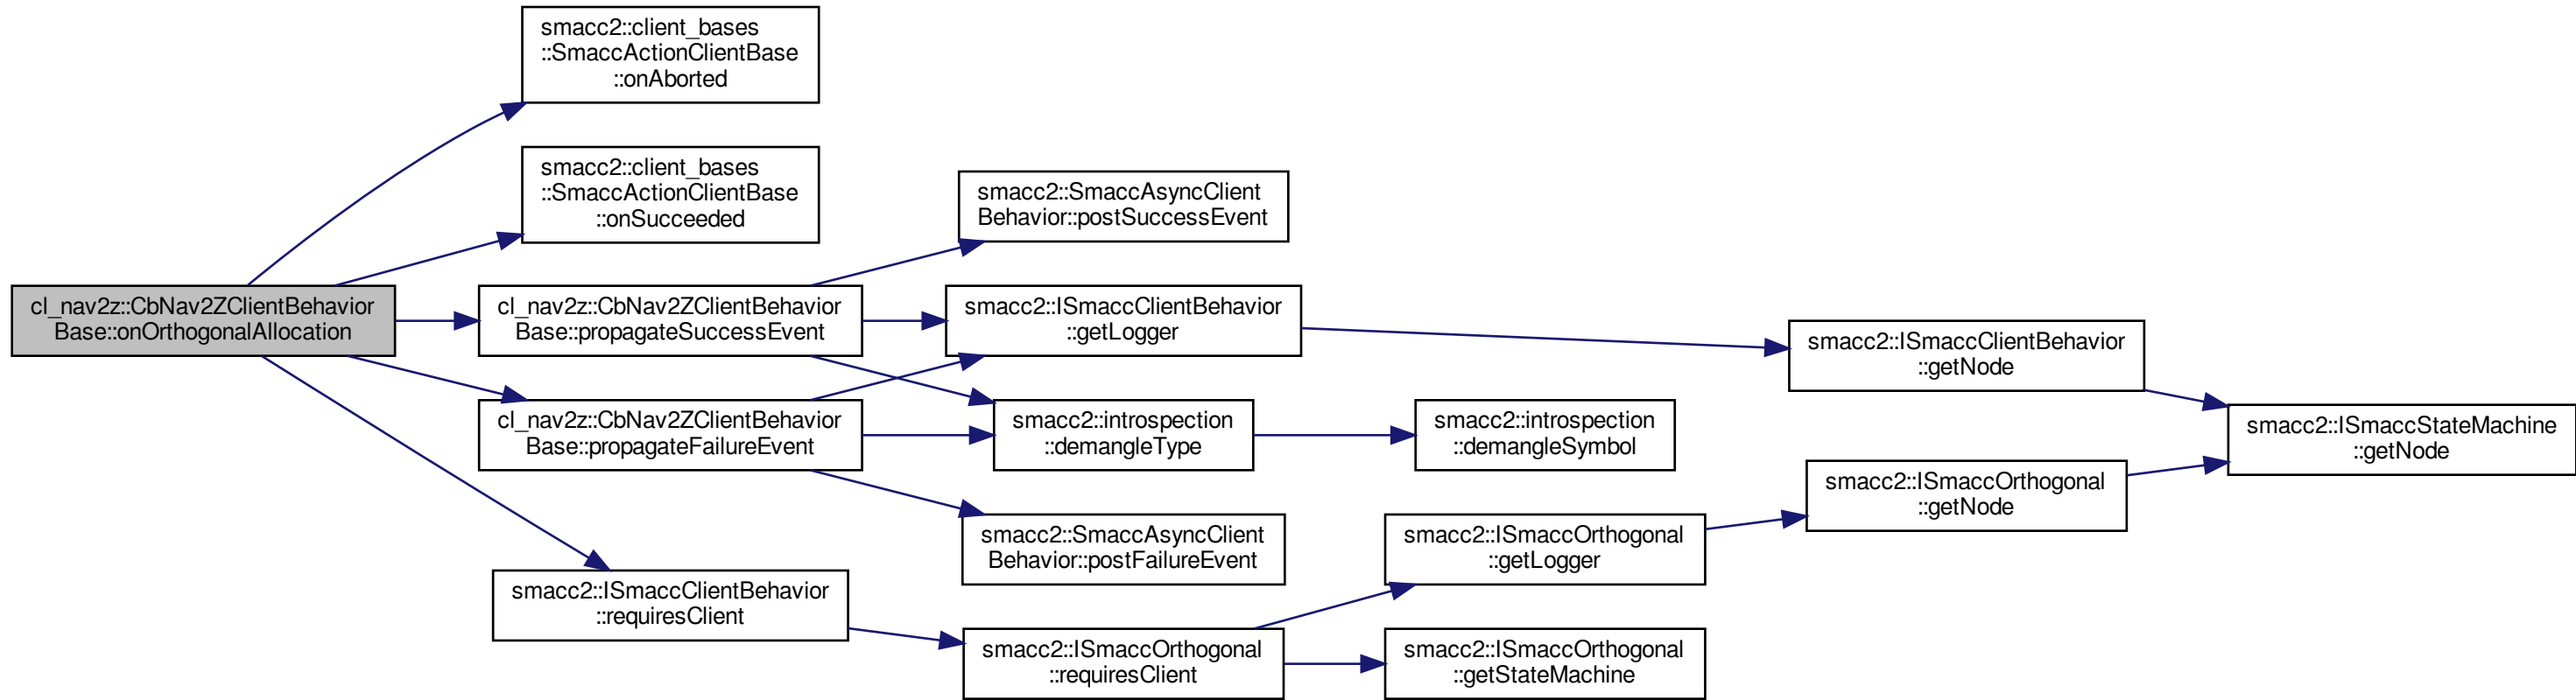 smacc2::client_bases
::SmaccActionClientBase
::onAborted
smacc2::client_bases
::SmaccActionClientBase
::onSucceeded
cl_nav2z::CbNav2ZClientBehavior
Base::onOrthogonalAllocation
cl_nav2z::CbNav2ZClientBehavior
Base::propagateSuccessEvent
cl_nav2z::CbNav2ZClientBehavior
Base::propagateFailureEvent
smacc2::ISmaccClientBehavior
::requiresClient
smacc2::SmaccAsyncClient
Behavior::postSuccessEvent
smacc2::ISmaccClientBehavior
::getLogger
smacc2::introspection
::demangleType
smacc2::SmaccAsyncClient
Behavior::postFailureEvent
smacc2::ISmaccOrthogonal
::requiresClient
smacc2::introspection
::demangleSymbol
smacc2::ISmaccOrthogonal
::getLogger
smacc2::ISmaccOrthogonal
::getStateMachine
smacc2::ISmaccClientBehavior
::getNode
smacc2::ISmaccOrthogonal
::getNode
smacc2::ISmaccStateMachine
::getNode